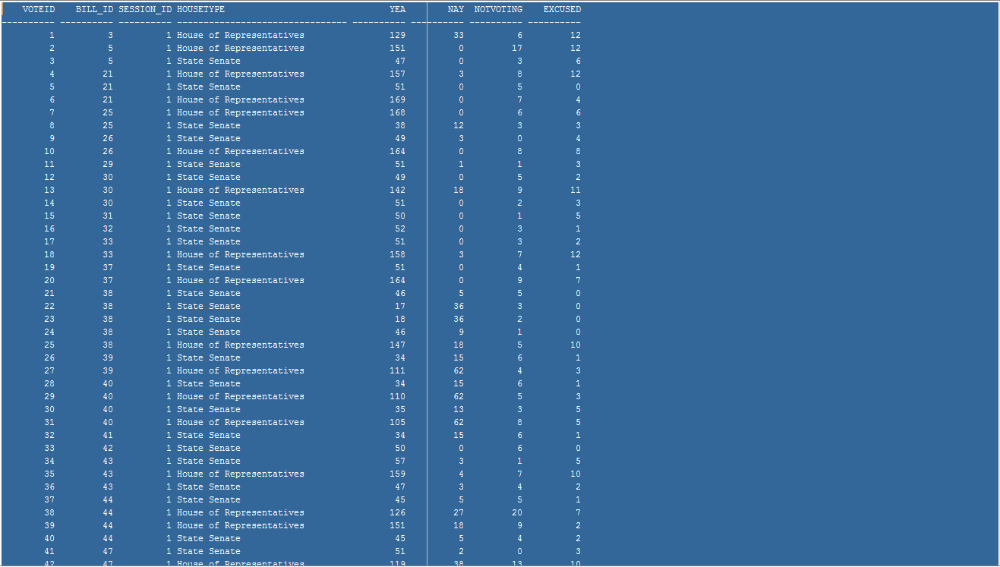 VOTEID BILL_ID SESSION_ID HOUSETYPE YEA NAY NOTVOTING EXCUSED
---------- ---------- ---------- -------------------------------- ---------- ---------- ---------- ----------
1 3 1 House of Representatives 129 33 6 12
2 5 1 House of Representatives 151 0 17 12
3 5 1 State Senate 47 0 3 6
4 21 1 House of Representatives 157 3 8 12
5 21 1 State Senate 51 0 5 0
6 21 1 House of Representatives 169 0 7 4
7 25 1 House of Representatives 168 0 6 6
8 25 1 State Senate 38 12 3 3
9 26 1 State Senate 49 3 0 4
10 26 1 House of Representatives 164 0 8 8
11 29 1 State Senate 51 1 1 3
12 30 1 State Senate 49 0 5 2
13 30 1 House of Representatives 142 18 9 11
14 30 1 State Senate 51 0 2 3
15 31 1 State Senate 50 0 1 5
16 32 1 State Senate 52 0 3 1
17 33 1 State Senate 51 0 3 2
18 33 1 House of Representatives 158 3 7 12
19 37 1 State Senate 51 0 4 1
20 37 1 House of Representatives 164 0 9 7
21 38 1 State Senate 46 5 5 0
22 38 1 State Senate 17 36 3 0
23 38 1 State Senate 18 36 2 0
24 38 1 State Senate 46 9 1 0
25 38 1 House of Representatives 147 18 5 10
26 39 1 State Senate 34 15 6 1
27 39 1 House of Representatives 111 62 4 3
28 40 1 State Senate 34 15 6 1
29 40 1 House of Representatives 110 62 5 3
30 40 1 State Senate 35 13 3 5
31 40 1 House of Representatives 105 62 8 5
32 41 1 State Senate 34 15 6 1
33 42 1 State Senate 50 0 6 0
34 43 1 State Senate 57 3 1 5
35 43 1 House of Representatives 159 4 7 10
36 43 1 State Senate 47 3 4 2
37 44 1 State Senate 45 5 5 1
38 44 1 House of Representatives 126 27 20 7
39 44 1 House of Representatives 151 18 9 2
40 44 1 State Senate 45 5 4 2
41 47 1 State Senate 51 2 0 3
42 47 1 House of Representatives 119 38 13 10